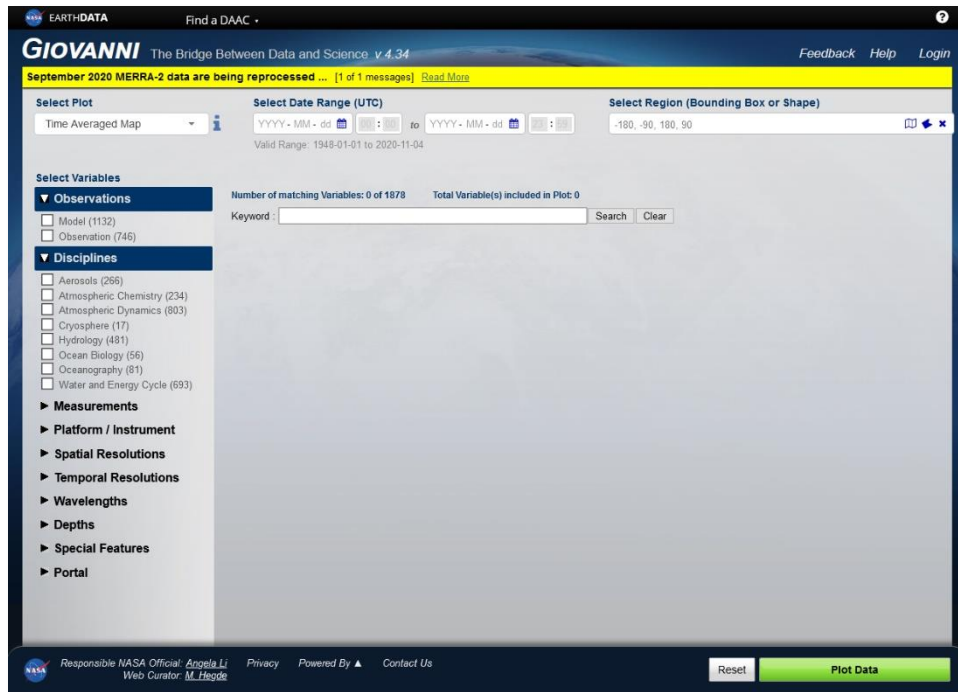 NASA EARTHDATA Find a DAAC ?
GIOVANNI The Bridge Between Data and Science v 4.34 Feedback Help Login
September 2020 MERRA-2 data are being reprocessed ... [1 of 1 messages] Read More
Select Plot Select Date Range (UTC) Select Region (Bounding Box or Shape)
Time Averaged Map i YYYY - MM - dd 00 : 00 to YYYY - MM - dd 23 : 59 -180, -90, 180, 90
Valid Range: 1948-01-01 to 2020-11-04
Select Variables
Observations Number of matching Variables: 0 of 1878 Total Variable(s) included in Plot: 0
Keyword : Search Clear
Model (1132)
Observation (746)
Disciplines
Aerosols (266)
Atmospheric Chemistry (234)
Atmospheric Dynamics (803)
Cryosphere (17)
Hydrology (481)
Ocean Biology (56)
Oceanography (81)
Water and Energy Cycle (693)
Measurements
Platform / Instrument
Spatial Resolutions
Temporal Resolutions
Wavelengths
Depths
Special Features
Portal
NASA Responsible NASA Official: Angela Li Privacy Powered By ▲ Contact Us Reset Plot Data
Web Curator: M. Hegde